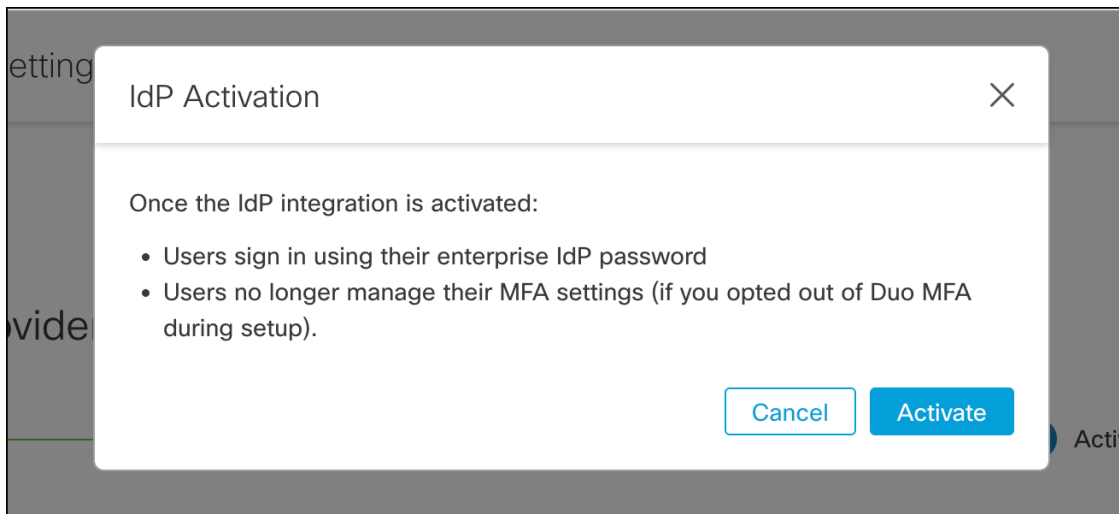 etting
IdP Activation
Once the IdP integration is activated:
• Users sign in using their enterprise IdP password
• Users no longer manage their MFA settings (if you opted out of Duo MFA
during setup).
ovider
Cancel
Activate
Acti